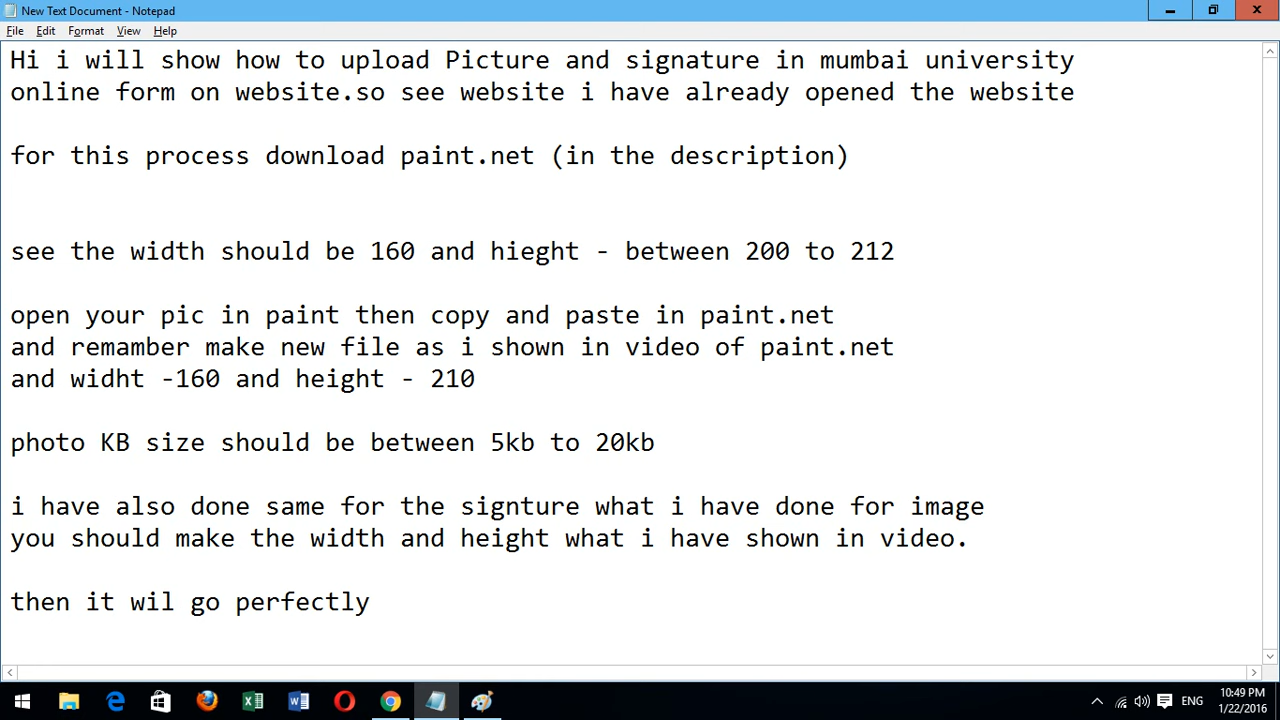 New Text Document - Notepad
File Edit Format View Help
Hi i will show how to upload Picture and signature in mumbai university
online form on website.so see website i have already opened the website
for this process download paint.net (in the description)
see the width should be 160 and hieght - between 200 to 212
open your pic in paint then copy and paste in paint.net
and remamber make new file as i shown in video of paint.net
and widht -160 and height - 210
photo KB size should be between 5kb to 20kb
i have also done same for the signture what i have done for image
you should make the width and height what i have shown in video.
then it wil go perfectly
ENG
10:49 PM
1/22/2016